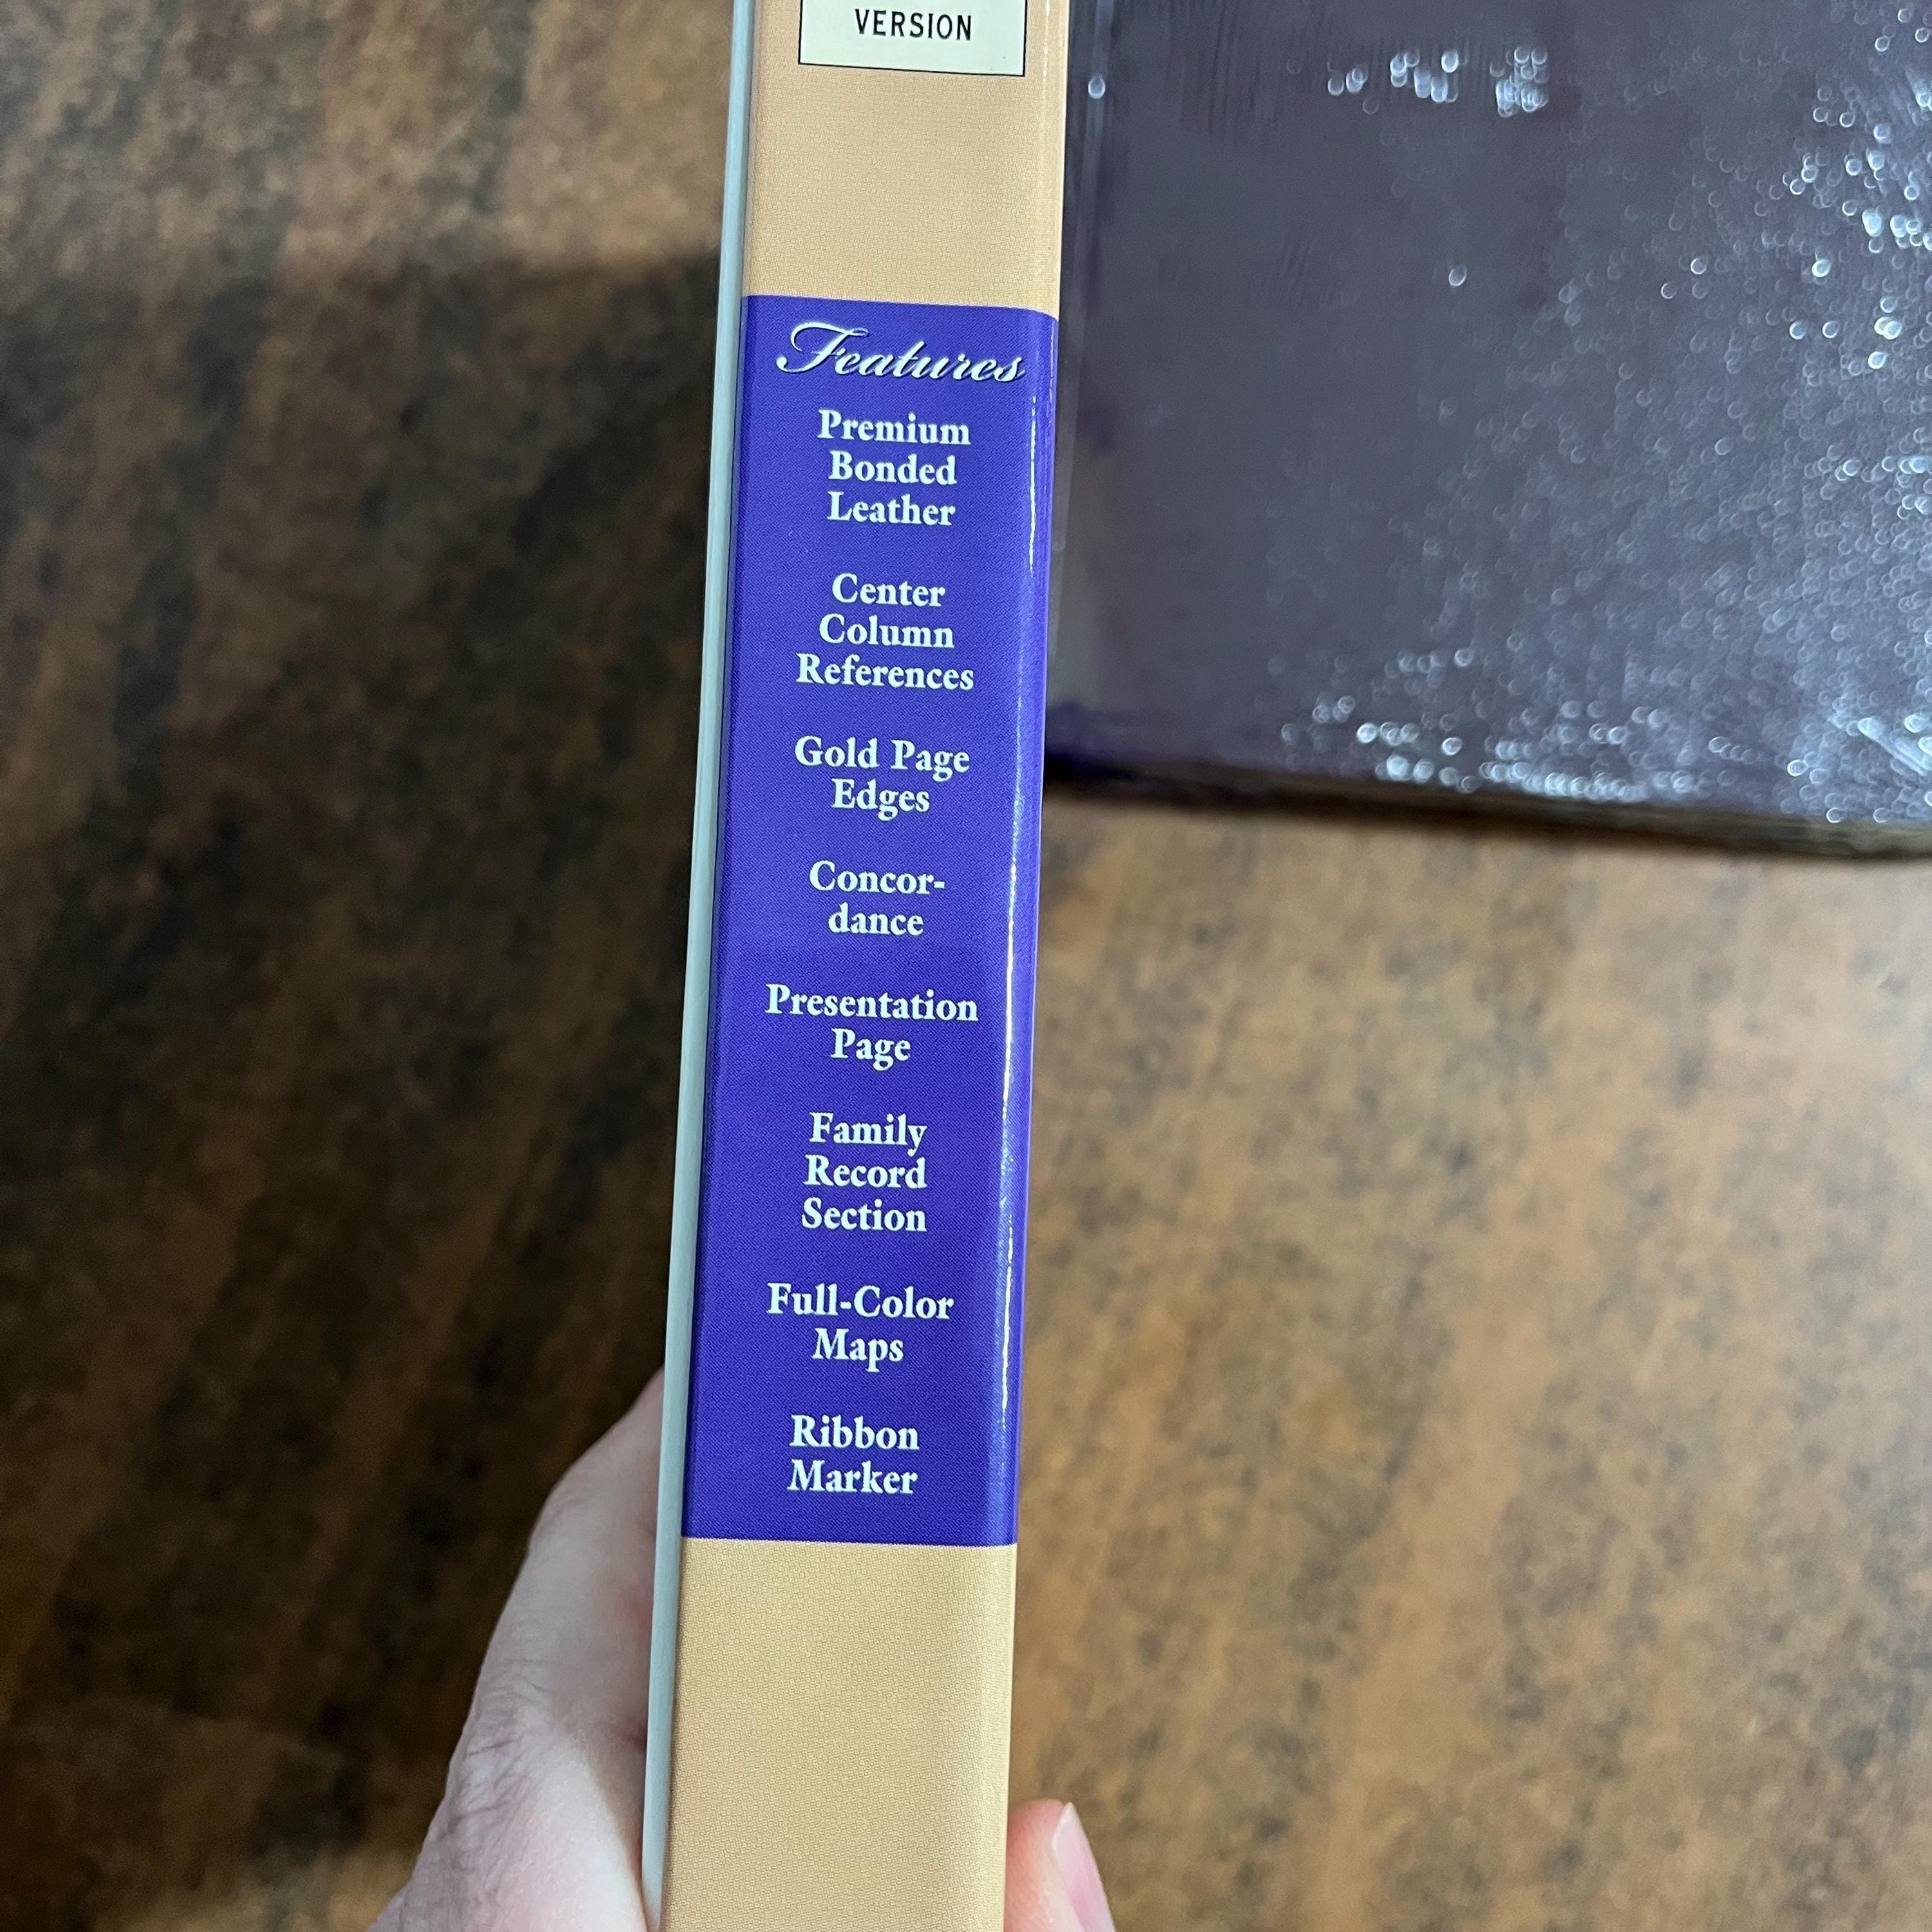 VERSION
Features
Premium
Bonded
Leather
Center
Column
References
Gold Page
Edges
Concor-
dance
Presentation
Page
Family
Record
Section
Full-Color
Maps
Ribbon
Marker